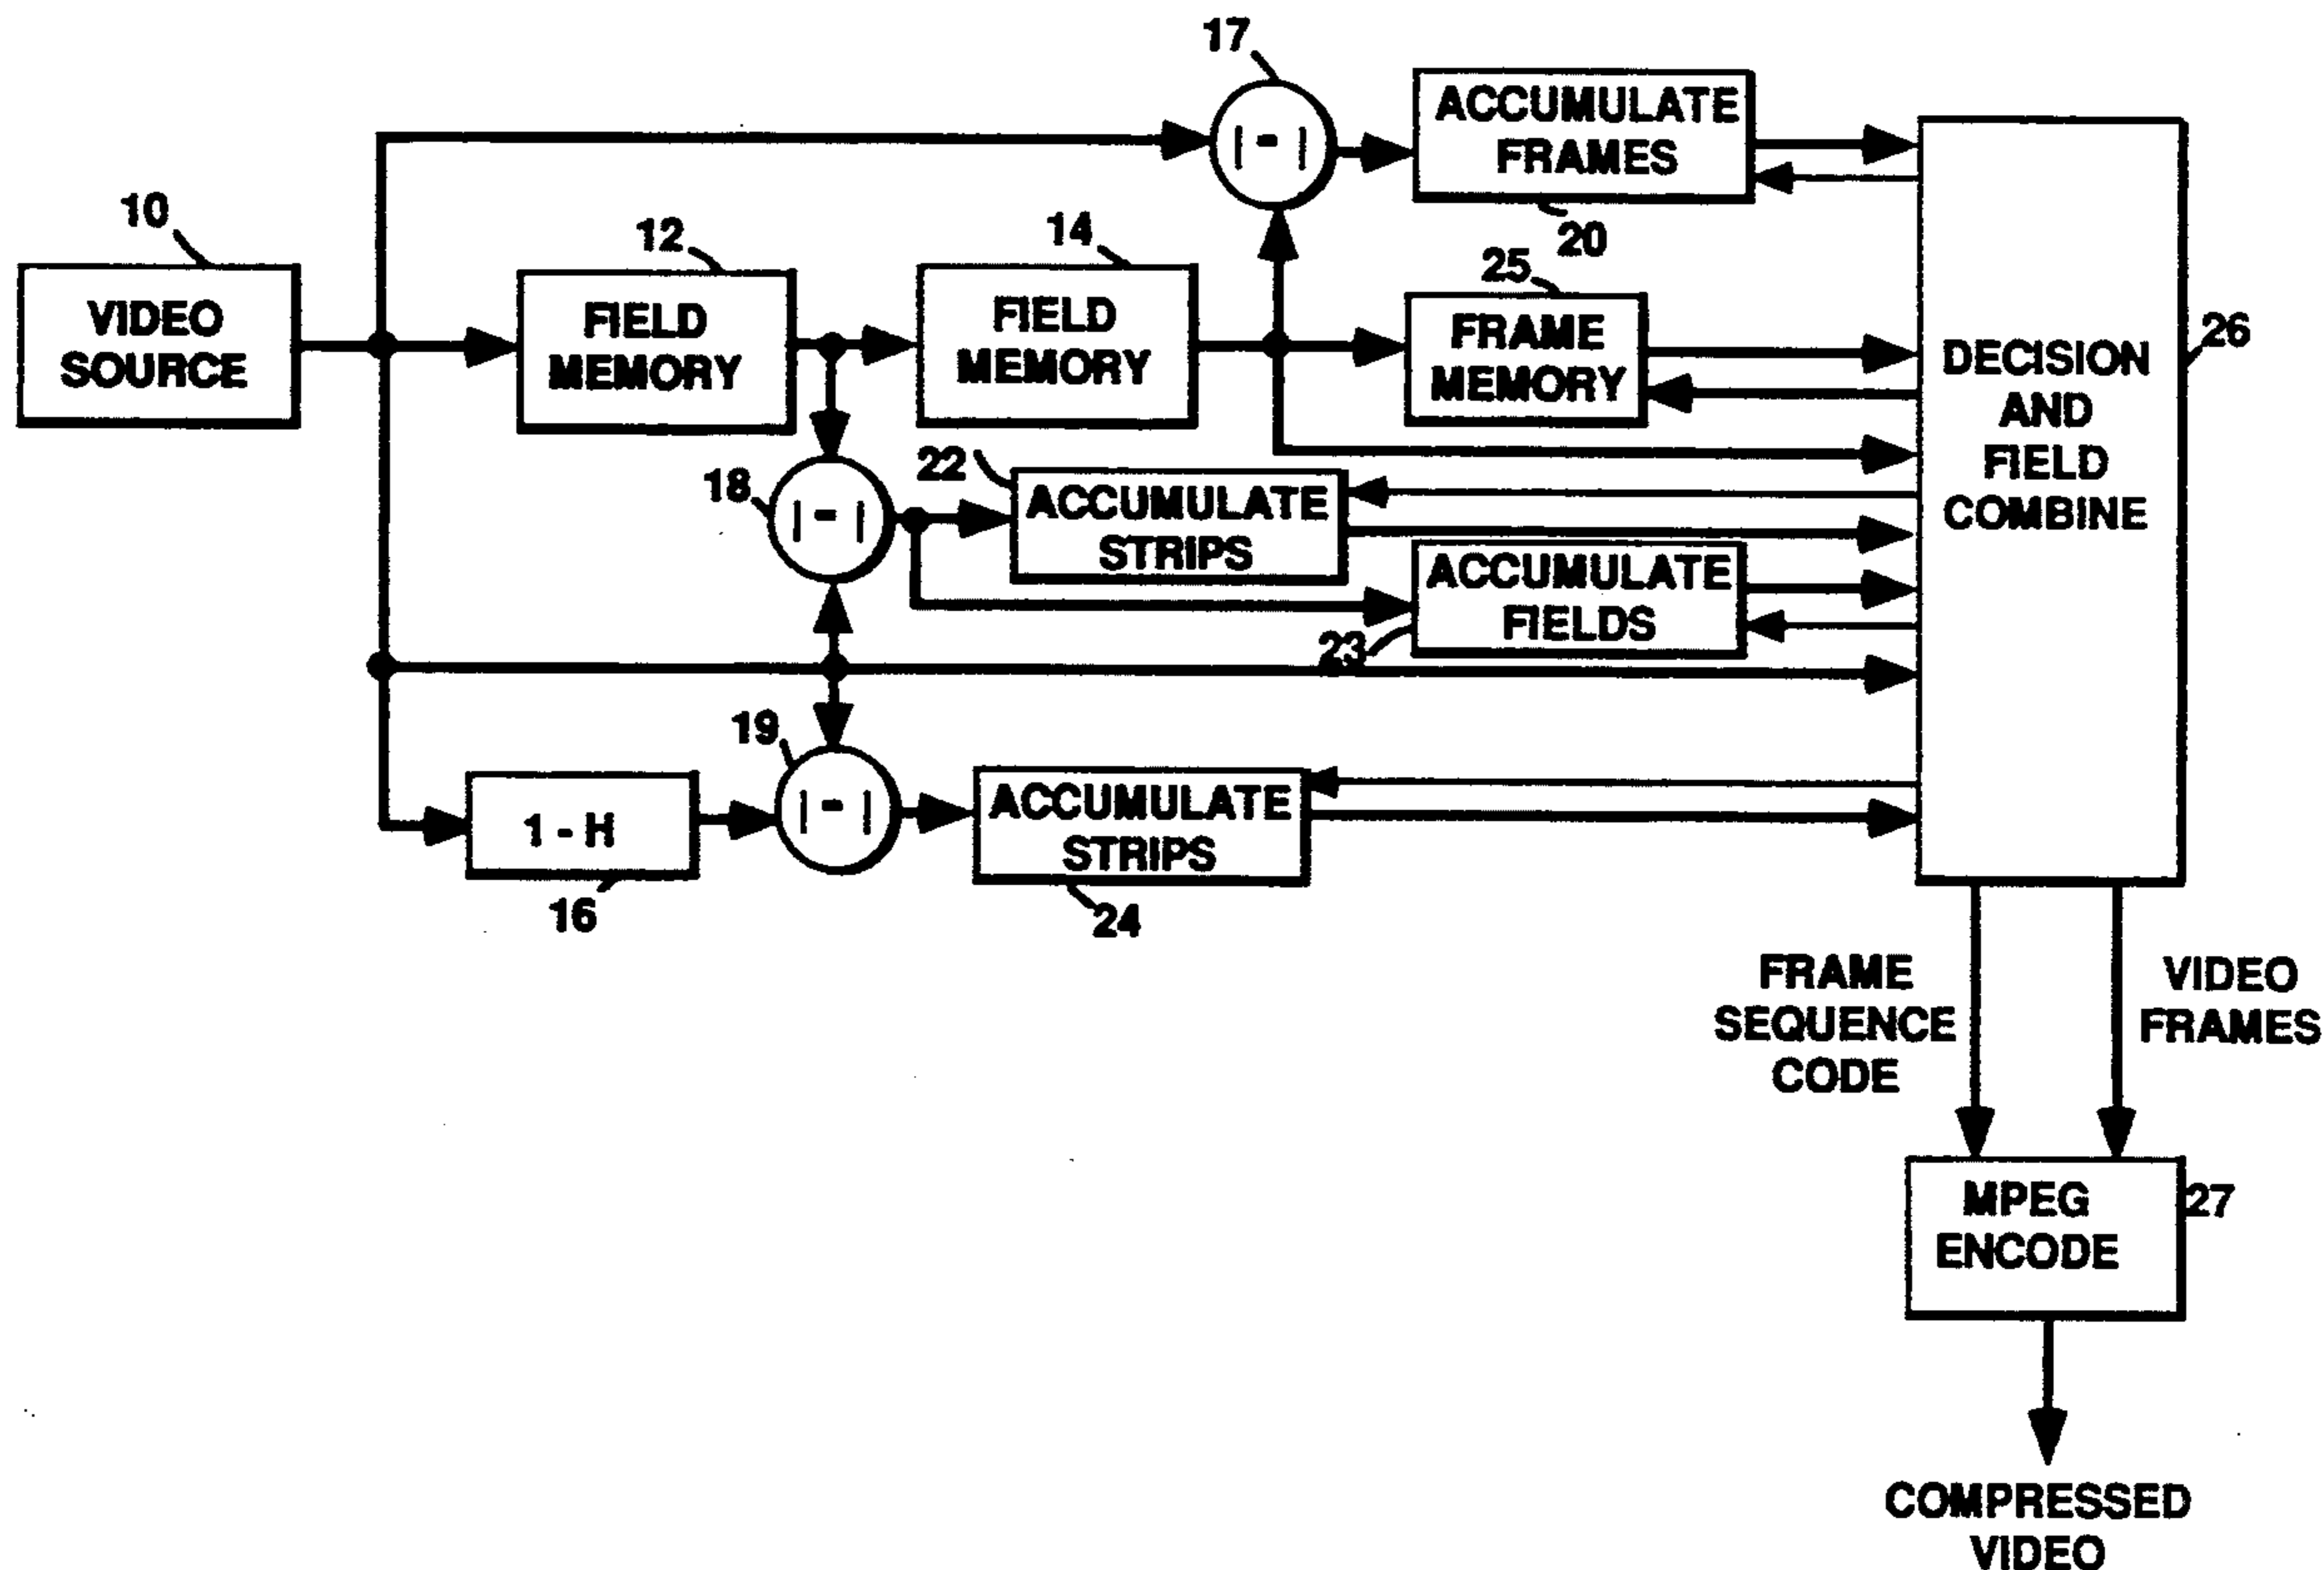 17
ACCUMULATE
FRAMES
20
10
VIDEO
SOURCE
12
FIELD
MEMORY
14
FIELD
MEMORY
25
FRAME
MEMORY
26
DECISION
AND
FIELD
COMBINE
18
| - |
| - |
22
ACCUMULATE
STRIPS
ACCUMULATE
FIELDS
23
19
| - |
1 - H
16
ACCUMULATE
STRIPS
24
FRAME
SEQUENCE
CODE
VIDEO
FRAMES
MPEG
ENCODE
27
COMPRESSED
VIDEO